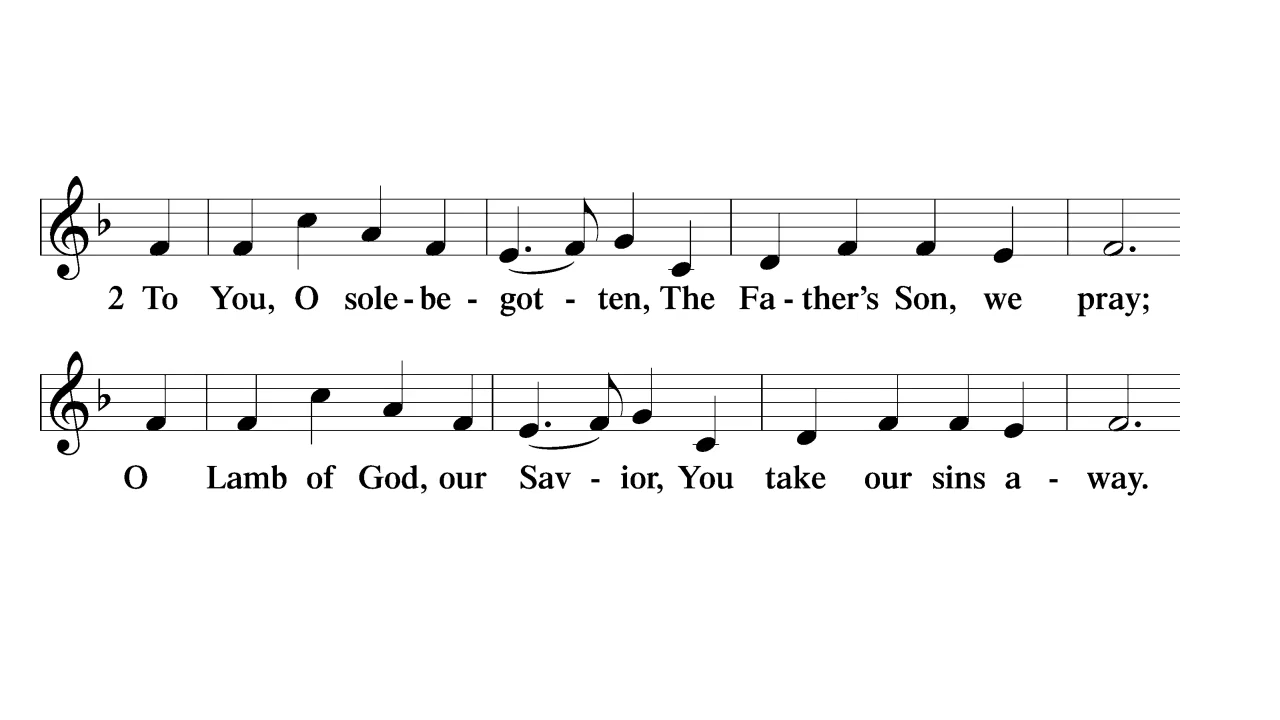 2 To You, O sole - be - got - ten, The Fa - ther’s Son, we pray;
O Lamb of God, our Sav - ior, You take our sins a - way.